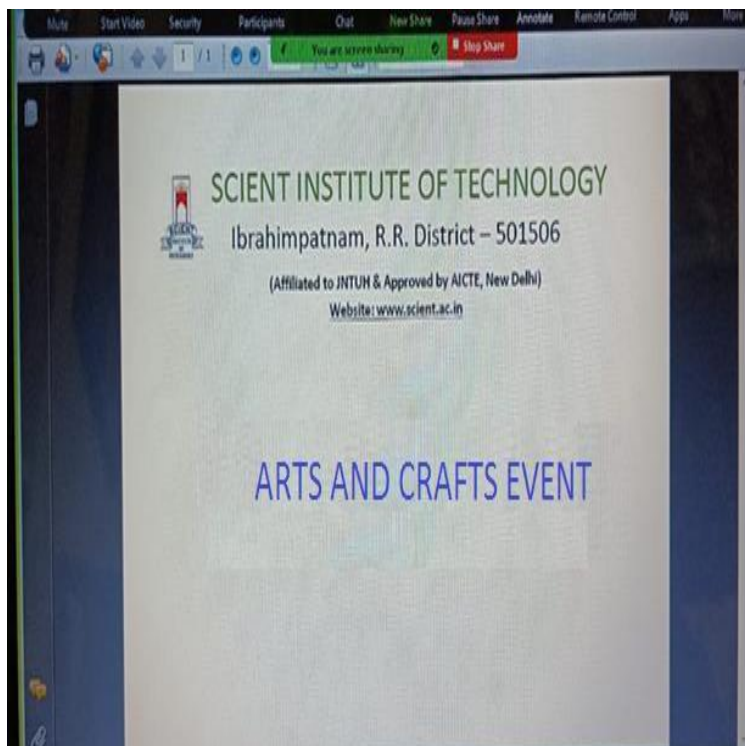 Mute Start Video Security Participants Chat New Share Pause Share Annotate Remote Control Apps More
1 / 1
You are screen sharing Stop Share
SCIENT INSTITUTE OF TECHNOLOGY
SCIENT
Ibrahimpatnam, R.R. District – 501506
(Affiliated to JNTUH & Approved by AICTE, New Delhi)
Website: www.scient.ac.in
ARTS AND CRAFTS EVENT